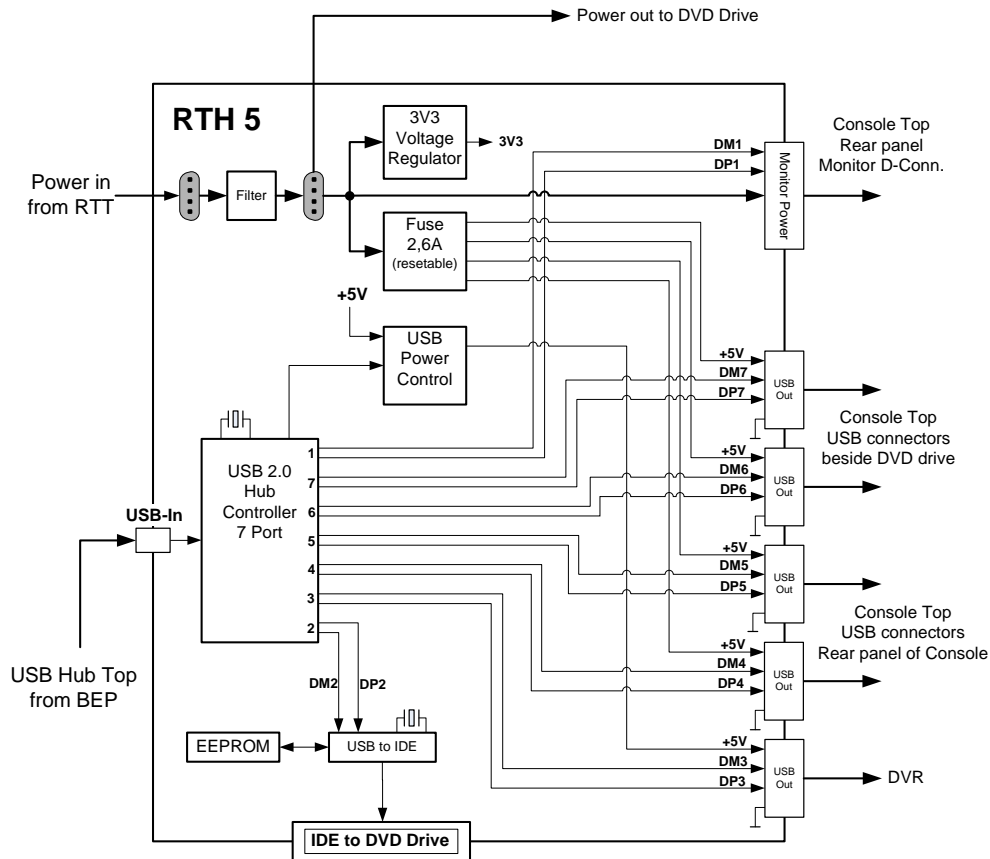 Power out to DVD Drive
RTH 5
3V3
Voltage
Regulator
3V3
DM1
DP1
Monitor Power
Console Top
Rear panel
Monitor D-Conn.
Power in
from RTT
Filter
Fuse
2,6A
(resetable)
+5V
USB
Power
Control
+5V
DM7
DP7
USB
Out
Console Top
USB connectors
beside DVD drive
+5V
DM6
DP6
USB
Out
USB 2.0
Hub
Controller
7 Port
1
7
6
5
4
3
2
USB-In
USB Hub Top
from BEP
+5V
DM5
DP5
USB
Out
Console Top
USB connectors
Rear panel of Console
+5V
DM4
DP4
USB
Out
DM2
DP2
EEPROM
USB to IDE
+5V
DM3
DP3
USB
Out
DVR
IDE to DVD Drive